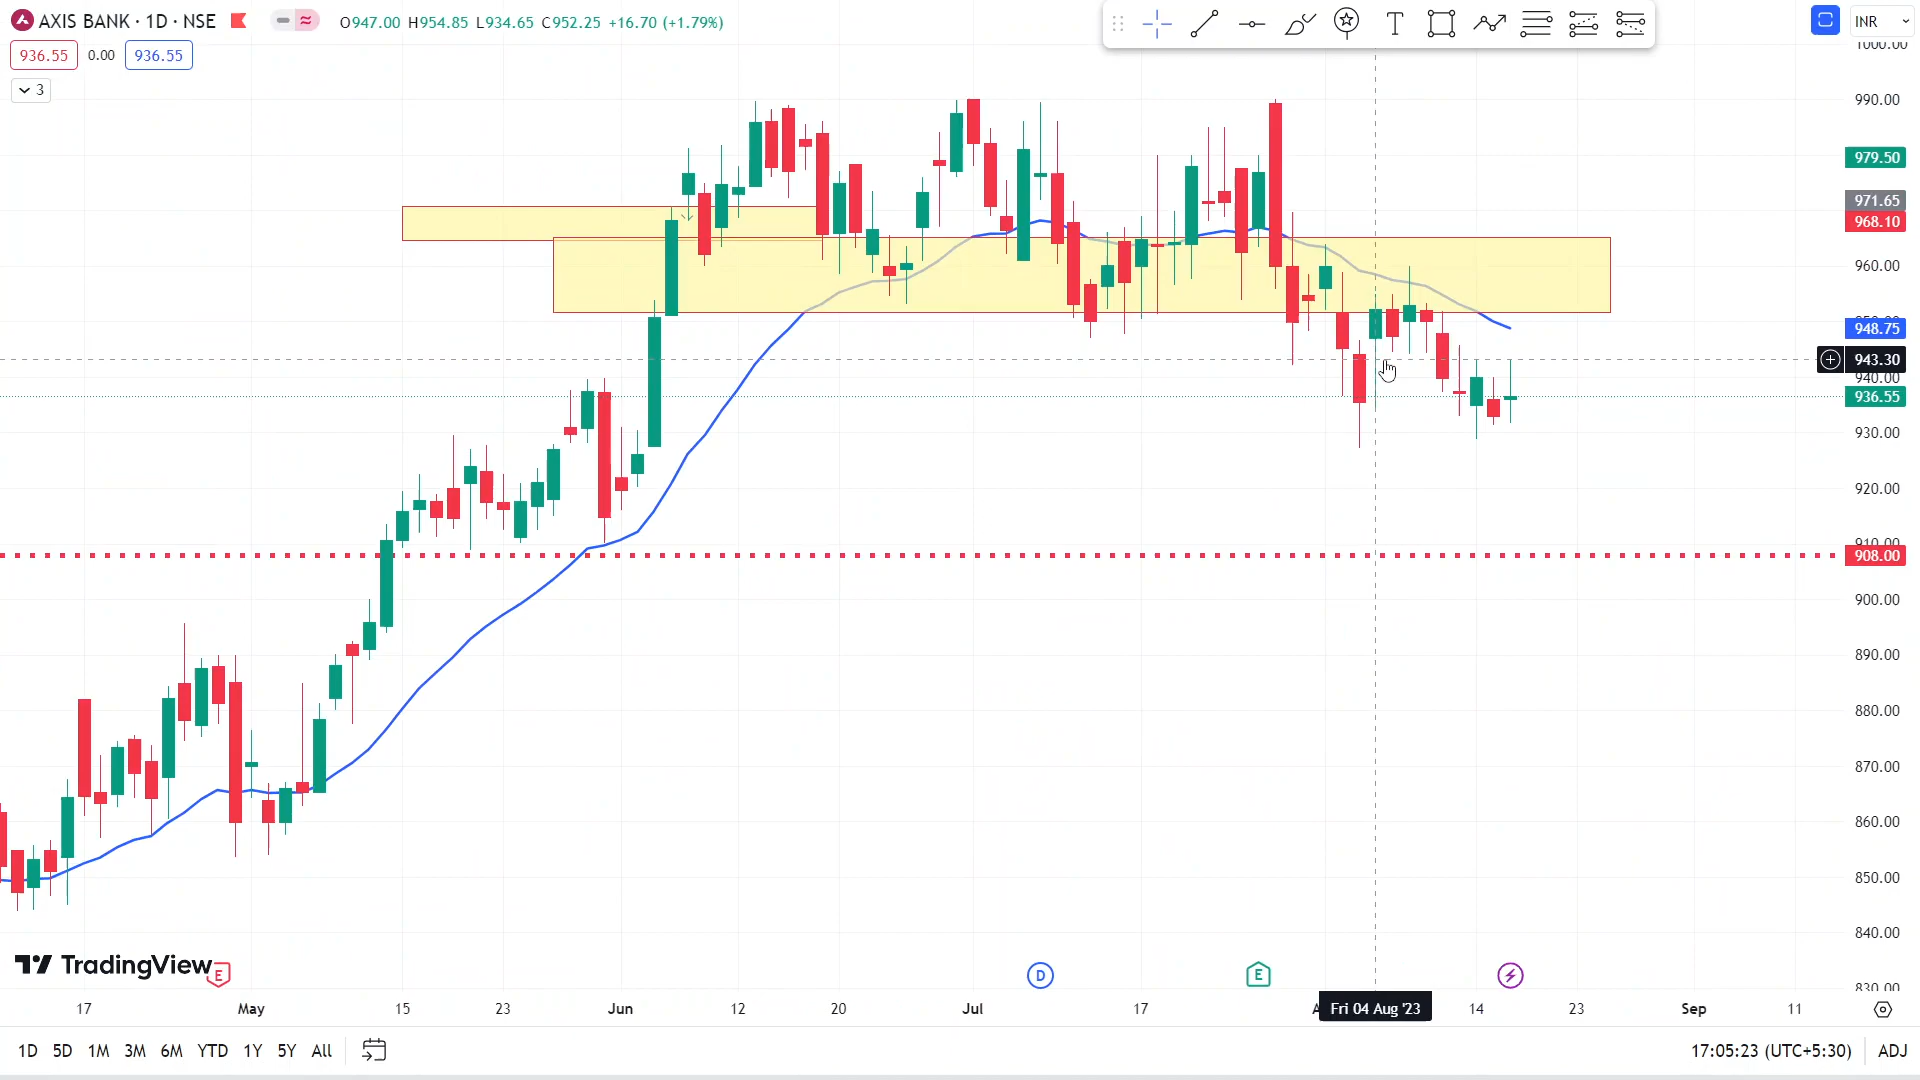 AXIS BANK · 1D · NSE
O947.00 H954.85 L934.65 C952.25 +16.70 (+1.79%)
INR
936.55 0.00 936.55
3
1000.00
990.00
979.50
971.65
968.10
960.00
948.75
943.30
940.00
936.55
930.00
920.00
910.00
908.00
900.00
890.00
880.00
870.00
860.00
850.00
840.00
830.00
TradingView
E
D
E
17 May 15 23 Jun 12 20 Jul 17 Fri 04 Aug '23 14 23 Sep 11
1D 5D 1M 3M 6M YTD 1Y 5Y All
17:05:23 (UTC+5:30) ADJ